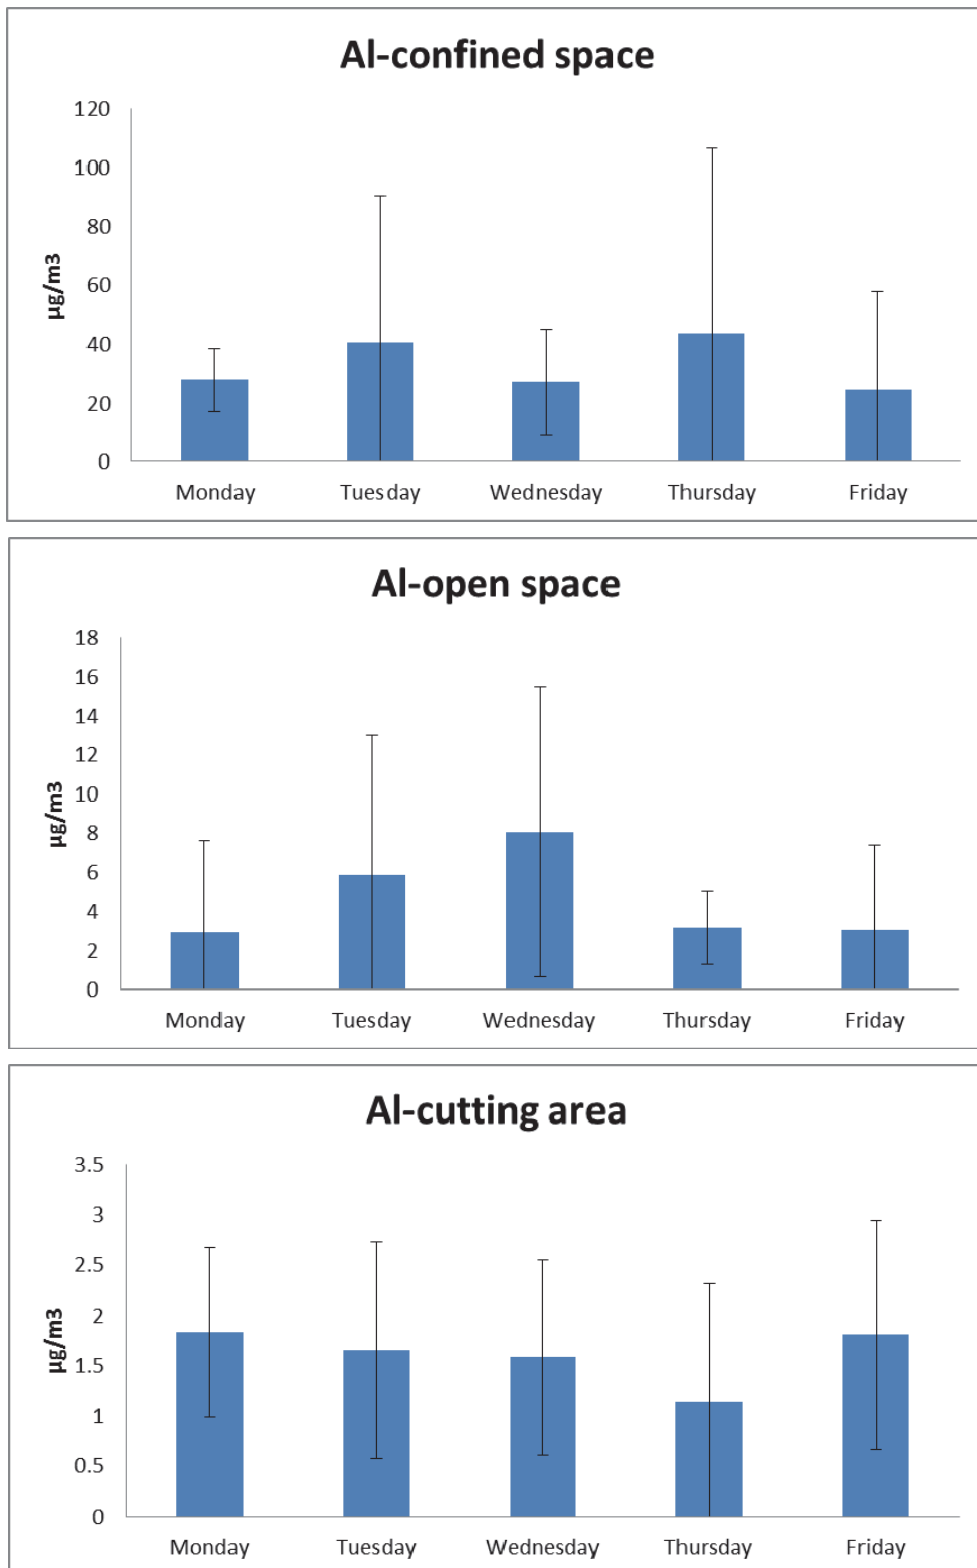 Al-confined space
120
100
80
60
40
20
0
µg/m3
Monday Tuesday Wednesday Thursday Friday
Al-open space
18
16
14
12
10
8
6
4
2
0
µg/m3
Monday Tuesday Wednesday Thursday Friday
Al-cutting area
3.5
3
2.5
2
1.5
1
0.5
0
µg/m3
Monday Tuesday Wednesday Thursday Friday